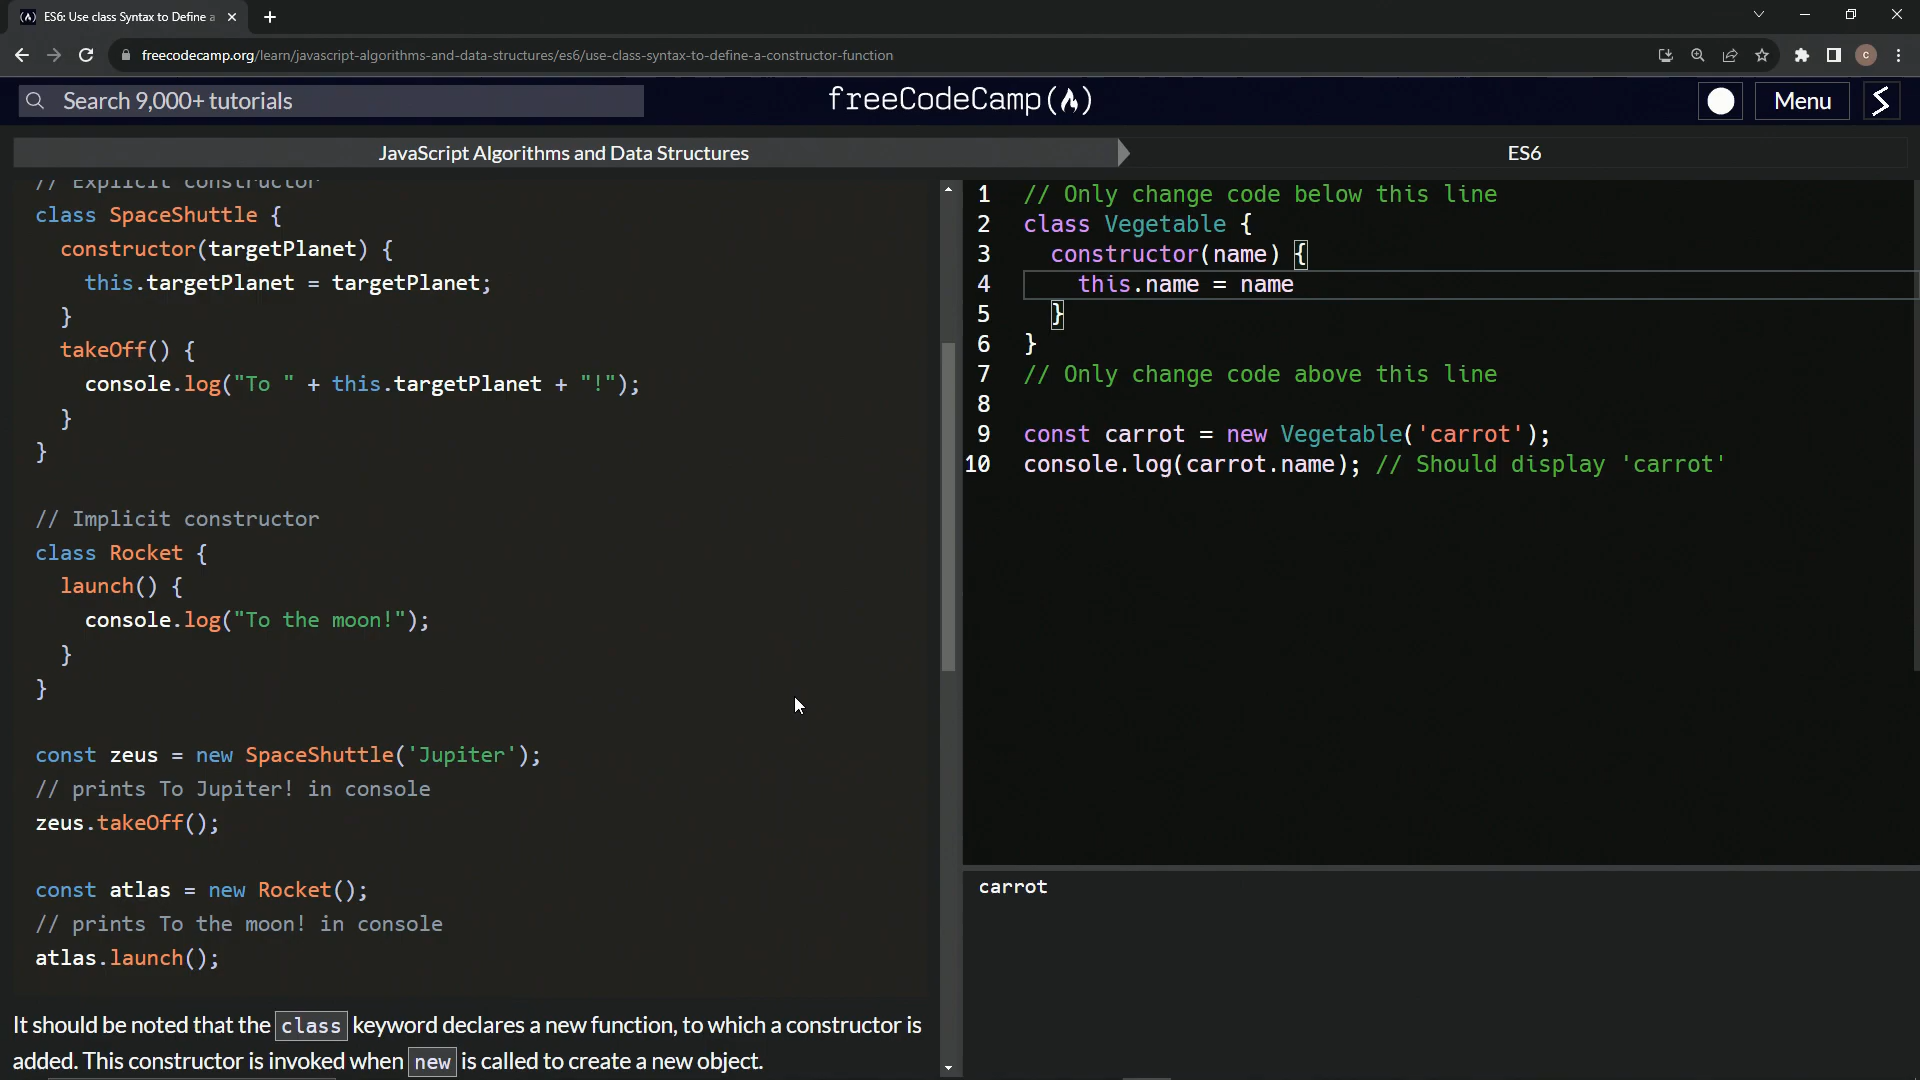 ES6: Use class Syntax to Define a
freecodecamp.org/learn/javascript-algorithms-and-data-structures/es6/use-class-syntax-to-define-a-constructor-function
c
Search 9,000+ tutorials
freeCodeCamp
Menu
JavaScript Algorithms and Data Structures
ES6
// Explicit constructor
class SpaceShuttle {
constructor(targetPlanet) {
this.targetPlanet = targetPlanet;
}
takeOff() {
console.log("To " + this.targetPlanet + "!");
}
}
// Implicit constructor
class Rocket {
launch() {
console.log("To the moon!");
}
}
const zeus = new SpaceShuttle('Jupiter');
// prints To Jupiter! in console
zeus.takeOff();
const atlas = new Rocket();
// prints To the moon! in console
atlas.launch();
It should be noted that the class keyword declares a new function, to which a constructor is
added. This constructor is invoked when new is called to create a new object.
1 // Only change code below this line
2 class Vegetable {
3 constructor(name) {
4 this.name = name
5 }
6 }
7 // Only change code above this line
8
9 const carrot = new Vegetable('carrot');
10 console.log(carrot.name); // Should display 'carrot'
carrot